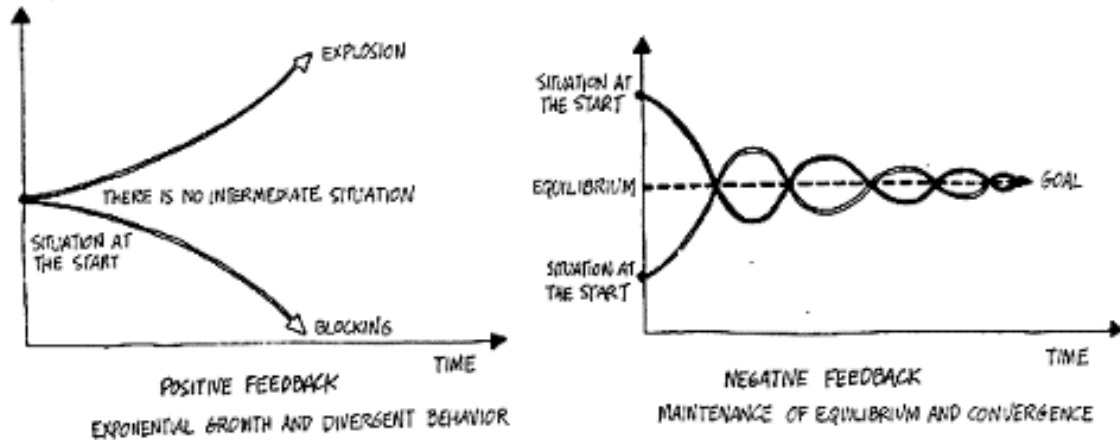 EXPLOSION
THERE IS NO INTERMEDIATE SITUATION
SITUATION AT
THE START
BLOCKING
TIME
POSITIVE FEEDBACK
EXPONENTIAL GROWTH AND DIVERGENT BEHAVIOR
SITUATION AT
THE START
EQUILIBRIUM
GOAL
SITUATION AT
THE START
TIME
NEGATIVE FEEDBACK
MAINTENANCE OF EQUILIBRIUM AND CONVERGENCE